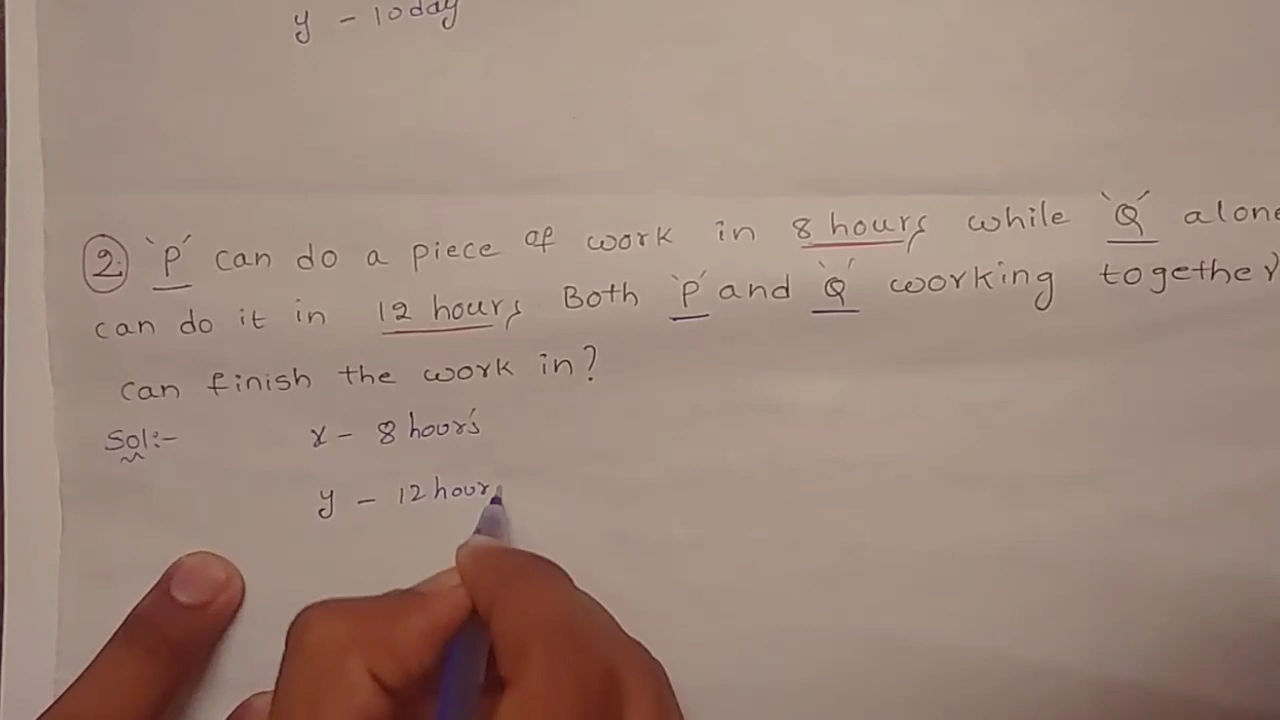 y - 10day
2. 'P' can do a piece of work in 8 hours while 'Q' alone
can do it in 12 hours Both 'P' and 'Q' working together
can finish the work in?
Sol:- x - 8 hour's
y - 12 hour